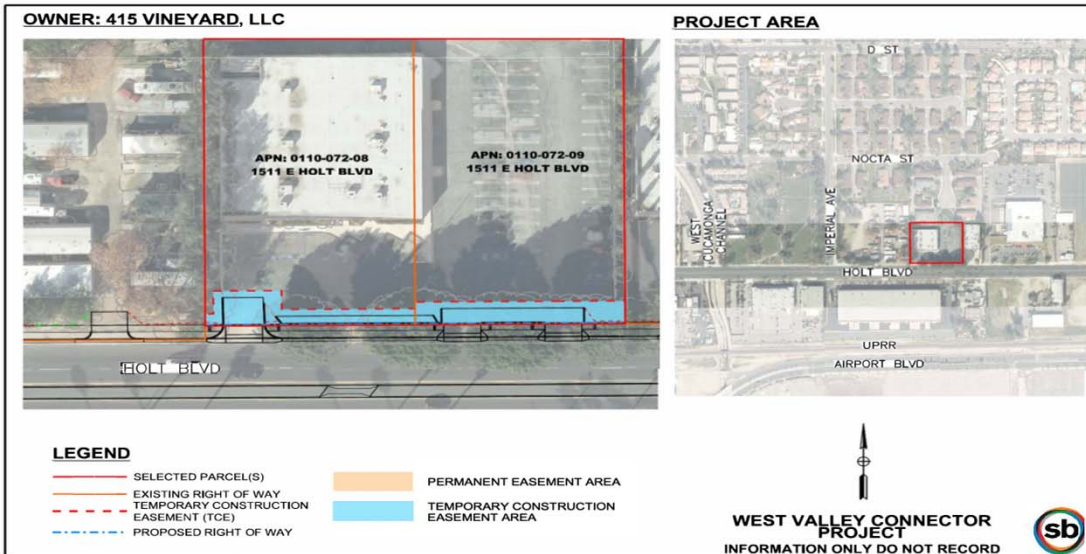 OWNER: 415 VINEYARD, LLC
APN: 0110-072-08
1511 E HOLT BLVD
APN: 0110-072-09
1511 E HOLT BLVD
HOLT BLVD
PROJECT AREA
D ST
NOCTA ST
WEST
CUCAMONGA
CHANNEL
IMPERIAL AVE
HOLT BLVD
UPRR
AIRPORT BLVD
LEGEND
SELECTED PARCEL(S)
EXISTING RIGHT OF WAY
TEMPORARY CONSTRUCTION
EASEMENT (TCE)
PROPOSED RIGHT OF WAY
PERMANENT EASEMENT AREA
TEMPORARY CONSTRUCTION
EASEMENT AREA
WEST VALLEY CONNECTOR
PROJECT
INFORMATION ONLY DO NOT RECORD
sb